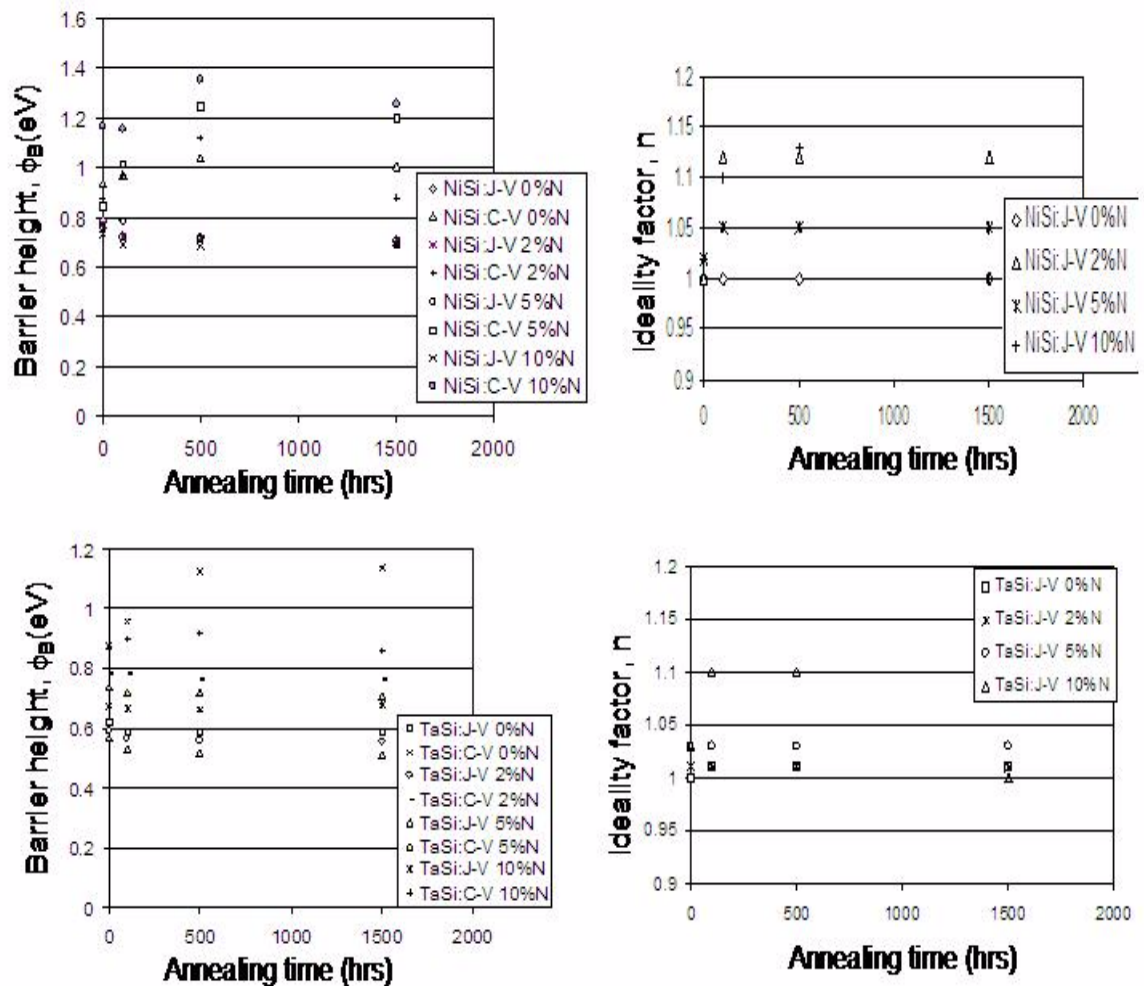 1.6
1.4
1.2
1
0.8
0.6
0.4
0.2
0
0 500 1000 1500 2000
Barrier height, ϕB(eV)
Annealing time (hrs)
NiSi:J-V 0%N
NiSi:C-V 0%N
NiSi:J-V 2%N
NiSi:C-V 2%N
NiSi:J-V 5%N
NiSi:C-V 5%N
NiSi:J-V 10%N
NiSi:C-V 10%N
1.2
1.15
1.1
1.05
1
0.95
0.9
0 500 1000 1500 2000
Ideality factor, n
Annealing time (hrs)
NiSi:J-V 0%N
NiSi:J-V 2%N
NiSi:J-V 5%N
NiSi:J-V 10%N
1.2
1
0.8
0.6
0.4
0.2
0
0 500 1000 1500 2000
Barrier height, ϕB(eV)
Annealing time (hrs)
TaSi:J-V 0%N
TaSi:C-V 0%N
TaSi:J-V 2%N
TaSi:C-V 2%N
TaSi:J-V 5%N
TaSi:C-V 5%N
TaSi:J-V 10%N
TaSi:C-V 10%N
1.2
1.15
1.1
1.05
1
0.95
0.9
0 500 1000 1500 2000
Ideality factor, n
Annealing time (hrs)
TaSi:J-V 0%N
TaSi:J-V 2%N
TaSi:J-V 5%N
TaSi:J-V 10%N